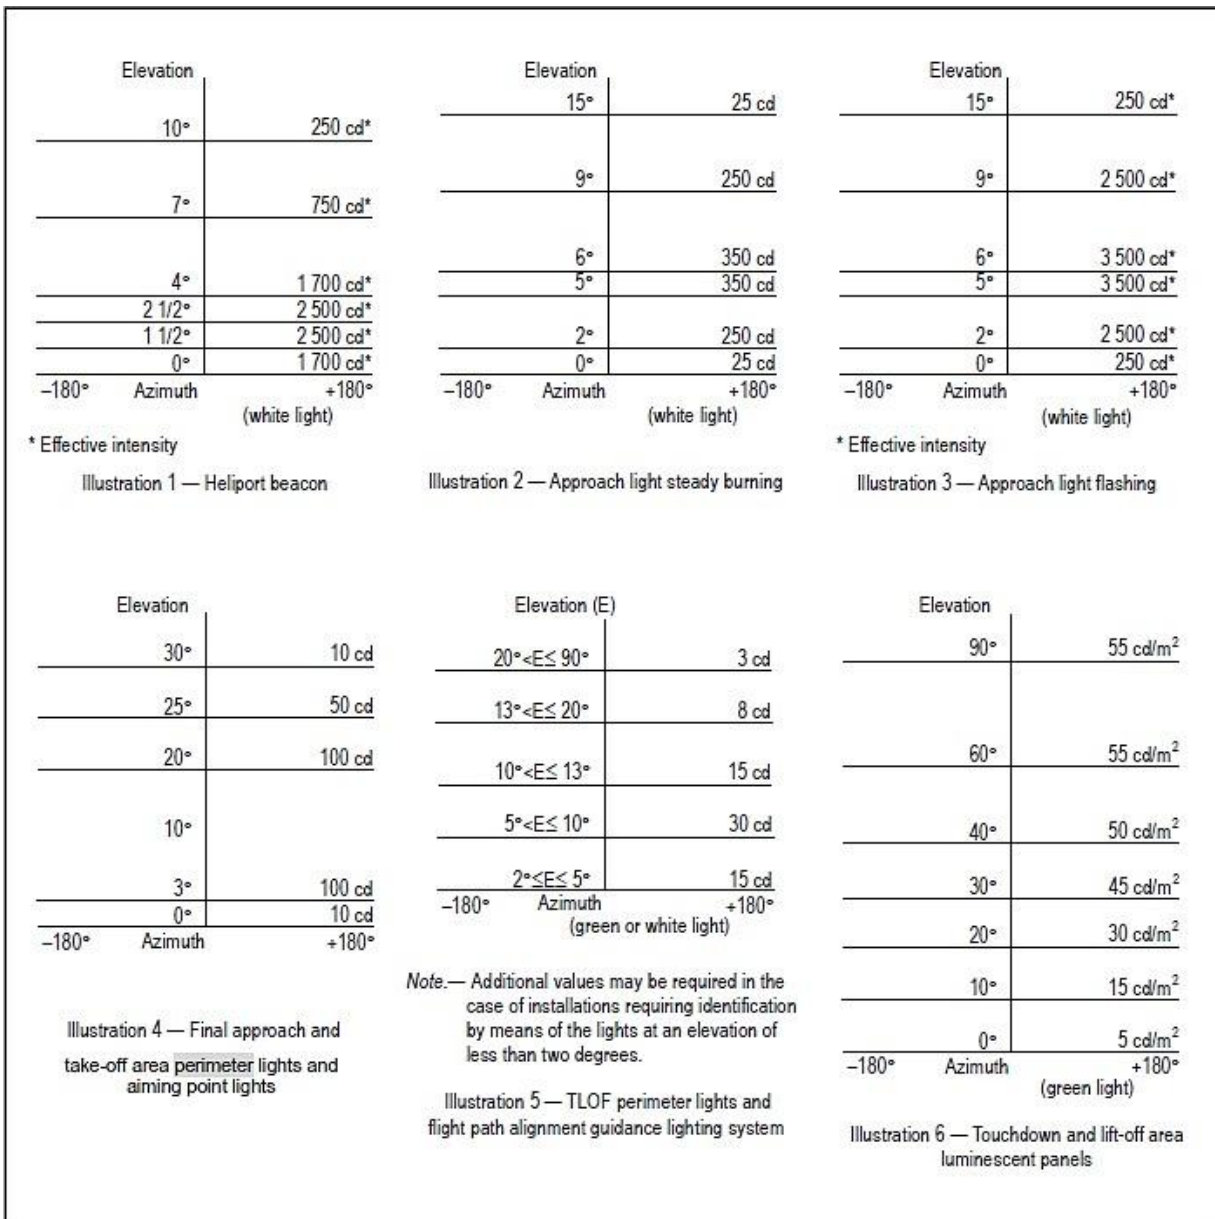 Elevation
10° 250 cd*
7° 750 cd*
4° 1 700 cd*
2 1/2° 2 500 cd*
1 1/2° 2 500 cd*
0° 1 700 cd*
–180° Azimuth +180°
(white light)
* Effective intensity
Illustration 1 — Heliport beacon
Elevation
15° 25 cd
9° 250 cd
6° 350 cd
5° 350 cd
2° 250 cd
0° 25 cd
–180° Azimuth +180°
(white light)
Illustration 2 — Approach light steady burning
Elevation
15° 250 cd*
9° 2 500 cd*
6° 3 500 cd*
5° 3 500 cd*
2° 2 500 cd*
0° 250 cd*
–180° Azimuth +180°
(white light)
* Effective intensity
Illustration 3 — Approach light flashing
Elevation
30° 10 cd
25° 50 cd
20° 100 cd
10°
3° 100 cd
0° 10 cd
–180° Azimuth +180°
Illustration 4 — Final approach and
take-off area perimeter lights and
aiming point lights
Elevation (E)
20°<E≤ 90° 3 cd
13°<E≤ 20° 8 cd
10°<E≤ 13° 15 cd
5°<E≤ 10° 30 cd
2°≤E≤ 5° 15 cd
–180° Azimuth +180°
(green or white light)
Note.— Additional values may be required in the
case of installations requiring identification
by means of the lights at an elevation of
less than two degrees.
Illustration 5 — TLOF perimeter lights and
flight path alignment guidance lighting system
Elevation
90° 55 cd/m²
60° 55 cd/m²
40° 50 cd/m²
30° 45 cd/m²
20° 30 cd/m²
10° 15 cd/m²
0° 5 cd/m²
–180° Azimuth +180°
(green light)
Illustration 6 — Touchdown and lift-off area
luminescent panels